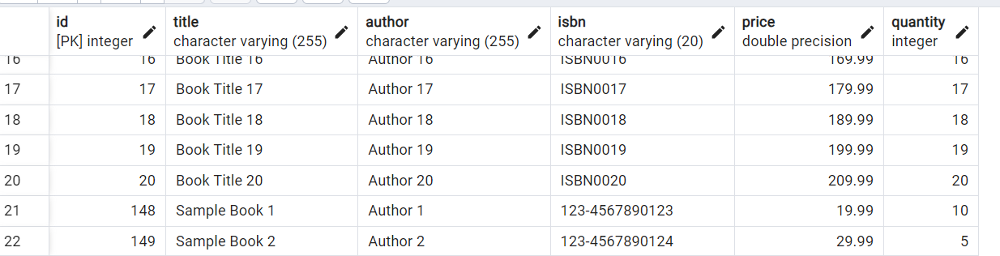 id title author isbn price quantity
[PK] integer character varying (255) character varying (255) character varying (20) double precision integer
16 16 Book Title 16 Author 16 ISBN0016 169.99 16
17 17 Book Title 17 Author 17 ISBN0017 179.99 17
18 18 Book Title 18 Author 18 ISBN0018 189.99 18
19 19 Book Title 19 Author 19 ISBN0019 199.99 19
20 20 Book Title 20 Author 20 ISBN0020 209.99 20
21 148 Sample Book 1 Author 1 123-4567890123 19.99 10
22 149 Sample Book 2 Author 2 123-4567890124 29.99 5